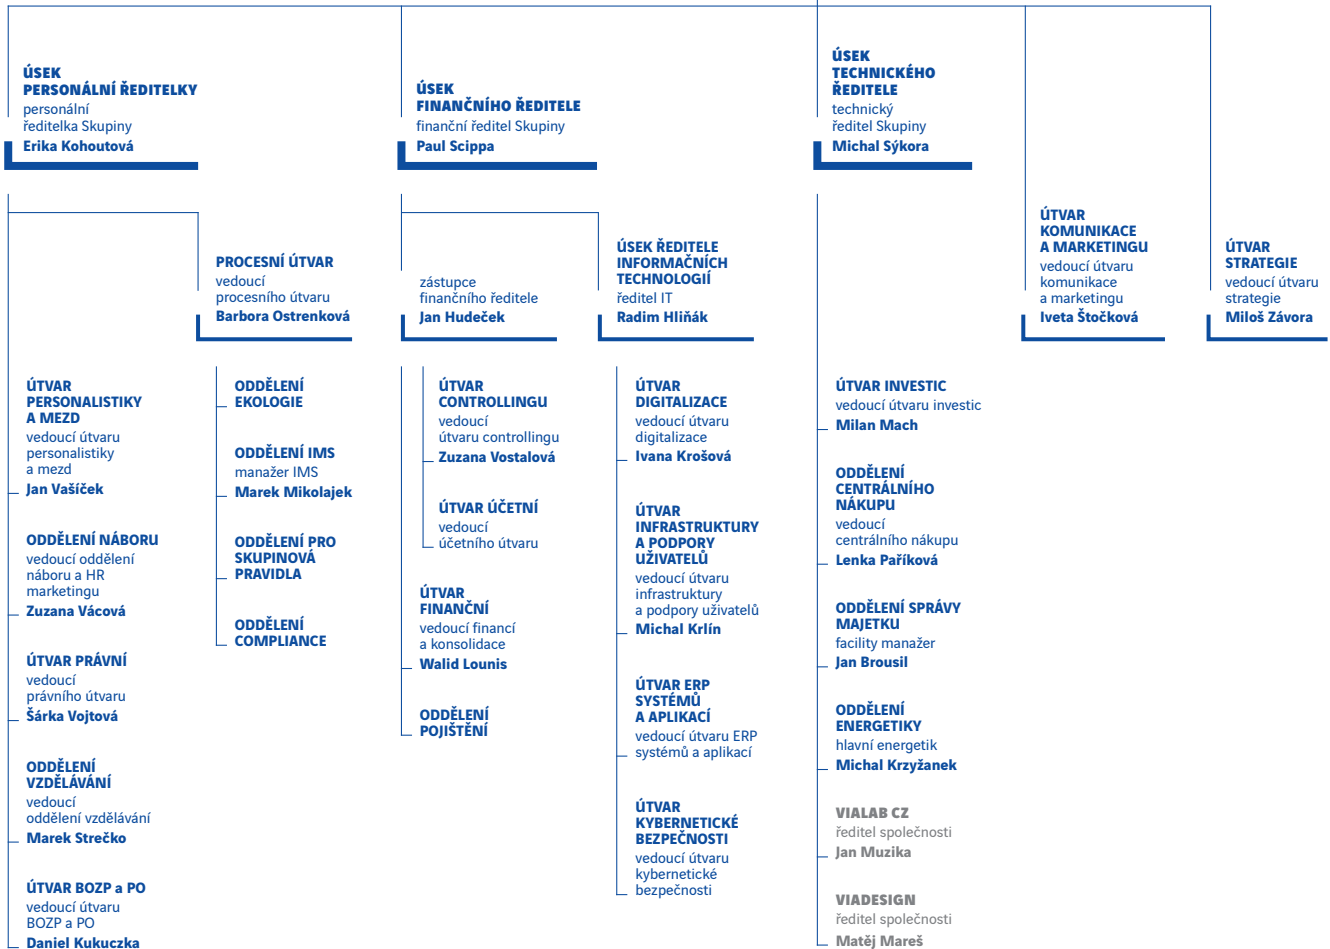 ÚSEK
PERSONÁLNÍ ŘEDITELKY
personální
ředitelka Skupiny
Erika Kohoutová
ÚSEK
FINANČNÍHO ŘEDITELE
finanční ředitel Skupiny
Paul Scippa
ÚSEK
TECHNICKÉHO
ŘEDITELE
technický
ředitel Skupiny
Michal Sýkora
PROCESNÍ ÚTVAR
vedoucí
procesního útvaru
Barbora Ostrenková
zástupce
finančního ředitele
Jan Hudeček
ÚSEK ŘEDITELE
INFORMAČNÍCH
TECHNOLOGIÍ
ředitel IT
Radim Hliňák
ÚTVAR
KOMUNIKACE
A MARKETINGU
vedoucí útvaru
komunikace
a marketingu
Iveta Štočková
ÚTVAR
STRATEGIE
vedoucí útvaru
strategie
Miloš Závora
ÚTVAR
PERSONALISTIKY
A MEZD
vedoucí útvaru
personalistiky
a mezd
Jan Vašíček
ODDĚLENÍ NÁBORU
vedoucí oddělení
náboru a HR
marketingu
Zuzana Vácová
ÚTVAR PRÁVNÍ
vedoucí
právního útvaru
Šárka Vojtová
ODDĚLENÍ
VZDĚLÁVÁNÍ
vedoucí
oddělení vzdělávání
Marek Strečko
ÚTVAR BOZP a PO
vedoucí útvaru
BOZP a PO
Daniel Kukuczka
ODDĚLENÍ
EKOLOGIE
ODDĚLENÍ IMS
manažer IMS
Marek Mikolajek
ODDĚLENÍ PRO
SKUPINOVÁ
PRAVIDLA
ODDĚLENÍ
COMPLIANCE
ÚTVAR
CONTROLLINGU
vedoucí
útvaru controllingu
Zuzana Vostalová
ÚTVAR ÚČETNÍ
vedoucí
účetního útvaru
ÚTVAR
FINANČNÍ
vedoucí financí
a konsolidace
Walid Lounis
ODDĚLENÍ
POJIŠTĚNÍ
ÚTVAR
DIGITALIZACE
vedoucí útvaru
digitalizace
Ivana Krošová
ÚTVAR
INFRASTRUKTURY
A PODPORY
UŽIVATELŮ
vedoucí útvaru
infrastruktury
a podpory uživatelů
Michal Krlín
ÚTVAR ERP
SYSTÉMŮ
A APLIKACÍ
vedoucí útvaru ERP
systémů a aplikací
ÚTVAR
KYBERNETICKÉ
BEZPEČNOSTI
vedoucí útvaru
kybernetické
bezpečnosti
ÚTVAR INVESTIC
vedoucí útvaru investic
Milan Mach
ODDĚLENÍ
CENTRÁLNÍHO
NÁKUPU
vedoucí
centrálního nákupu
Lenka Paříková
ODDĚLENÍ SPRÁVY
MAJETKU
facility manažer
Jan Brousil
ODDĚLENÍ
ENERGETIKY
hlavní energetik
Michal Krzyžanek
VIALAB CZ
ředitel společnosti
Jan Muzika
VIADESIGN
ředitel společnosti
Matěj Mareš